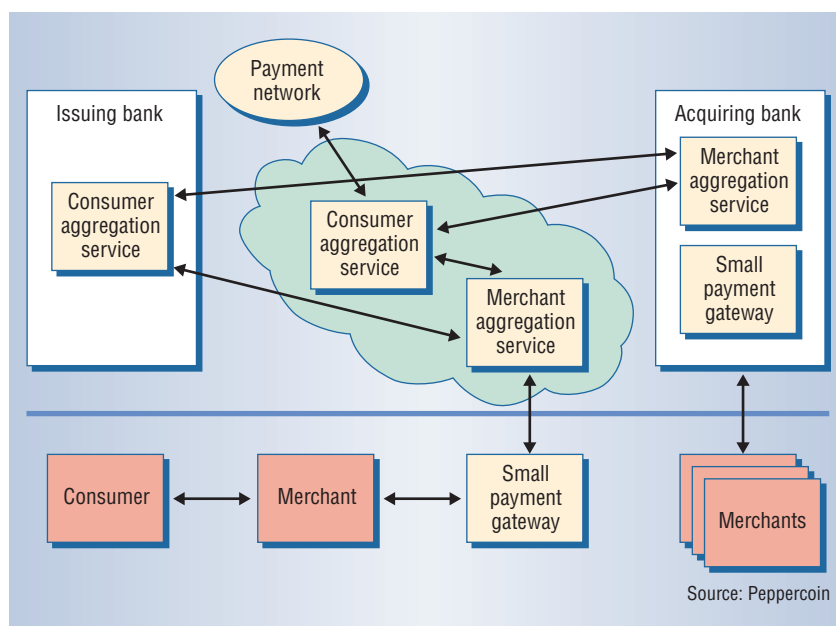 Payment
network
Issuing bank
Acquiring bank
Consumer
aggregation
service
Consumer
aggregation
service
Merchant
aggregation
service
Merchant
aggregation
service
Small
payment
gateway
Consumer
Merchant
Small
payment
gateway
Merchants
Source: Peppercoin